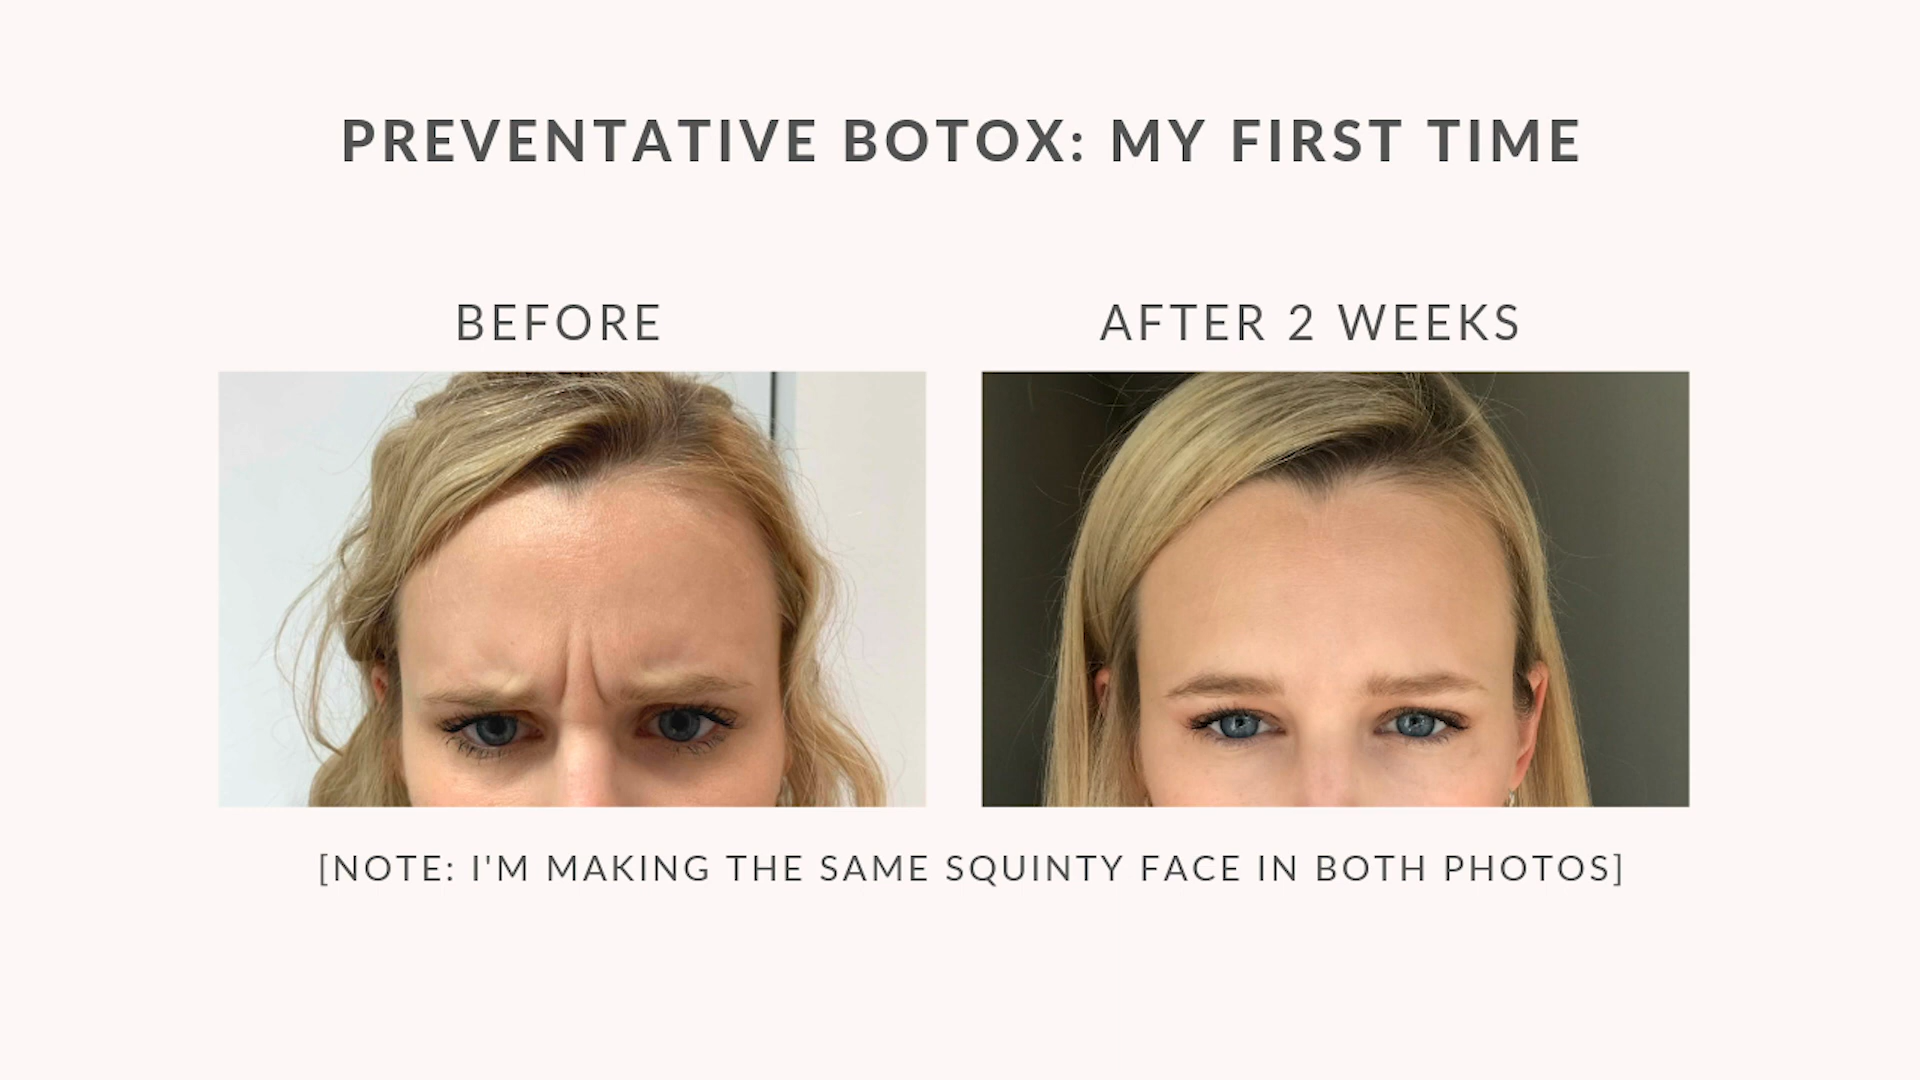 PREVENTATIVE BOTOX: MY FIRST TIME
BEFORE
AFTER 2 WEEKS
[NOTE: I'M MAKING THE SAME SQUINTY FACE IN BOTH PHOTOS]